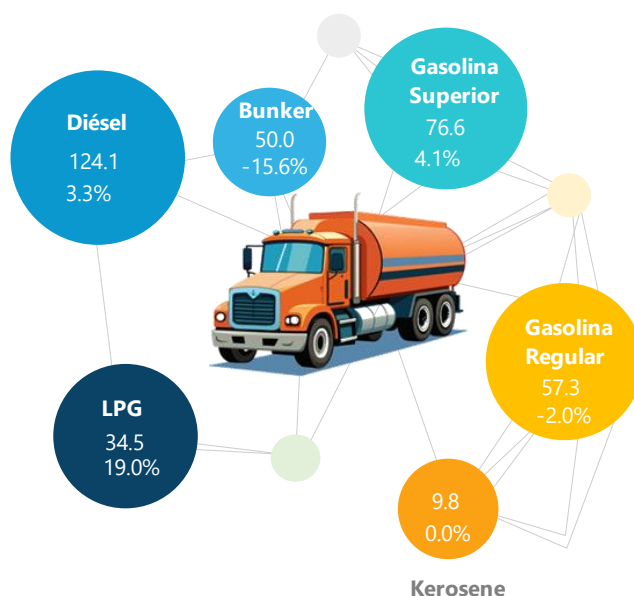 Gasolina
Superior
76.6
4.1%
Bunker
50.0
-15.6%
Diésel
124.1
3.3%
Gasolina
Regular
57.3
-2.0%
LPG
34.5
19.0%
9.8
0.0%
Kerosene